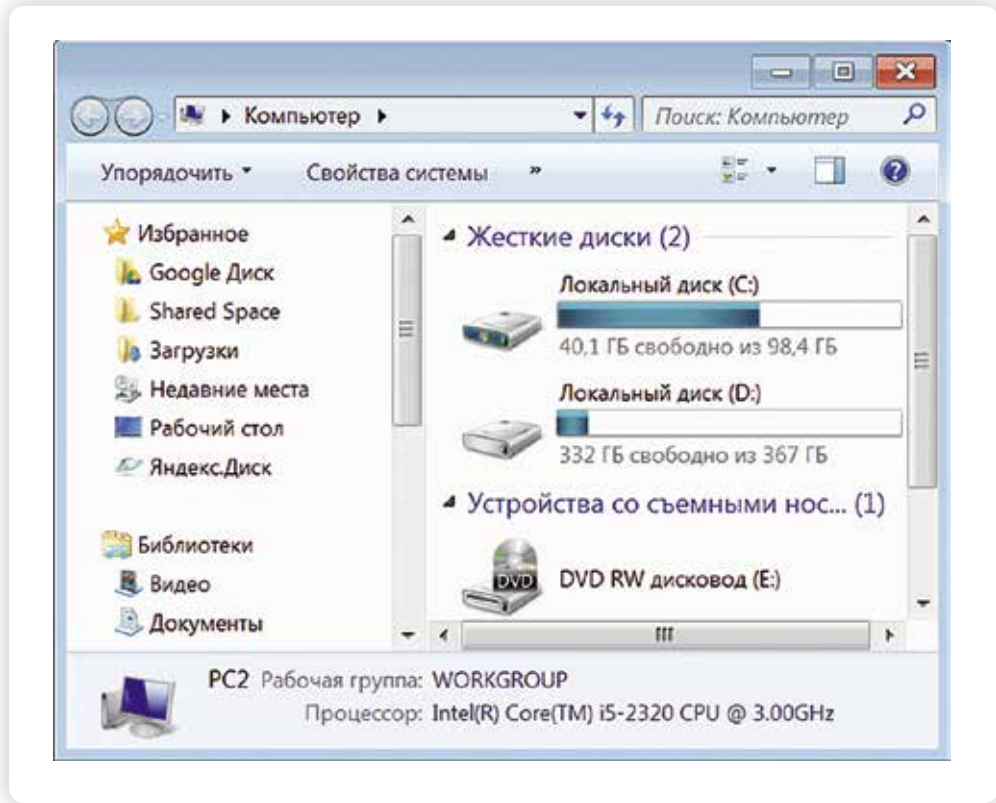 Компьютер
Поиск: Компьютер
Упорядочить
Свойства системы
»
Избранное
Google Диск
Shared Space
Загрузки
Недавние места
Рабочий стол
Яндекс.Диск
Библиотеки
Видео
Документы
Жесткие диски (2)
Локальный диск (C:)
40,1 ГБ свободно из 98,4 ГБ
Локальный диск (D:)
332 ГБ свободно из 367 ГБ
Устройства со съемными нос... (1)
DVD
DVD RW дисковод (E:)
PC2 Рабочая группа: WORKGROUP
Процессор: Intel(R) Core(TM) i5-2320 CPU @ 3.00GHz